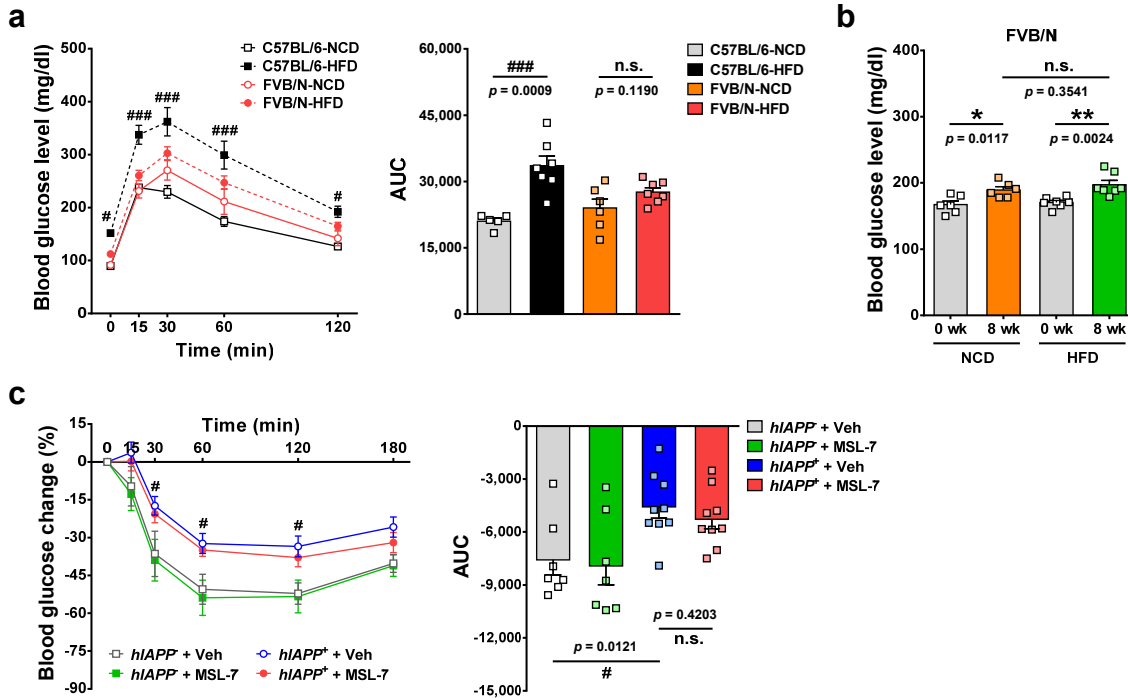 a
Blood glucose level (mg/dl)
500
400
300
200
100
0
0 15 30 60 120
Time (min)
# ### ### ### #
C57BL/6-NCD
C57BL/6-HFD
FVB/N-NCD
FVB/N-HFD
AUC
60,000
45,000
30,000
15,000
0
###
p = 0.0009
n.s.
p = 0.1190
C57BL/6-NCD
C57BL/6-HFD
FVB/N-NCD
FVB/N-HFD
b
FVB/N
Blood glucose level (mg/dl)
400
300
200
100
0
n.s.
p = 0.3541
*
p = 0.0117
**
p = 0.0024
0 wk 8 wk 0 wk 8 wk
NCD HFD
c
Time (min)
0 15 30 60 120 180
Blood glucose change (%)
15
0
-15
-30
-45
-60
-75
-90
# # #
hIAPP⁻ + Veh
hIAPP⁺ + Veh
hIAPP⁻ + MSL-7
hIAPP⁺ + MSL-7
AUC
0
-3,000
-6,000
-9,000
-12,000
-15,000
p = 0.4203
n.s.
p = 0.0121
#
hIAPP⁻ + Veh
hIAPP⁻ + MSL-7
hIAPP⁺ + Veh
hIAPP⁺ + MSL-7